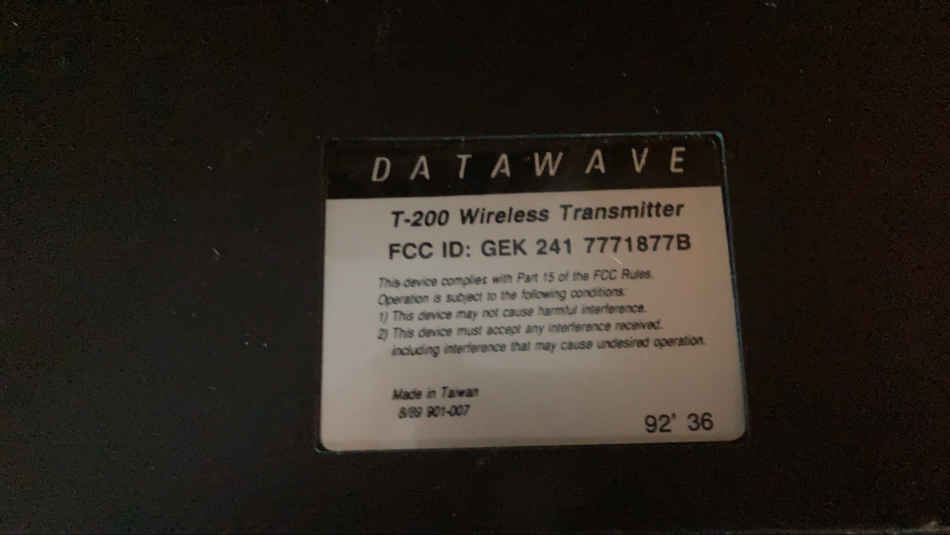 DATAWAVE
T-200 Wireless Transmitter
FCC ID: GEK 241 7771877B
This device complies with Part 15 of the FCC Rules.
Operation is subject to the following conditions:
1) This device may not cause harmful interference.
2) This device must accept any interference received,
including interference that may cause undesired operation.
Made in Taiwan
8/89 901-007
92' 36